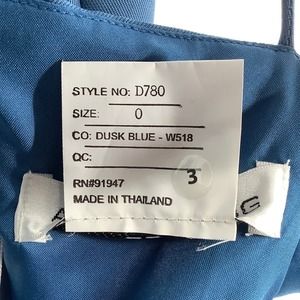 STYLE NO: D780
SIZE: 0
CO: DUSK BLUE - W518
QC:
3
RN#91947
MADE IN THAILAND